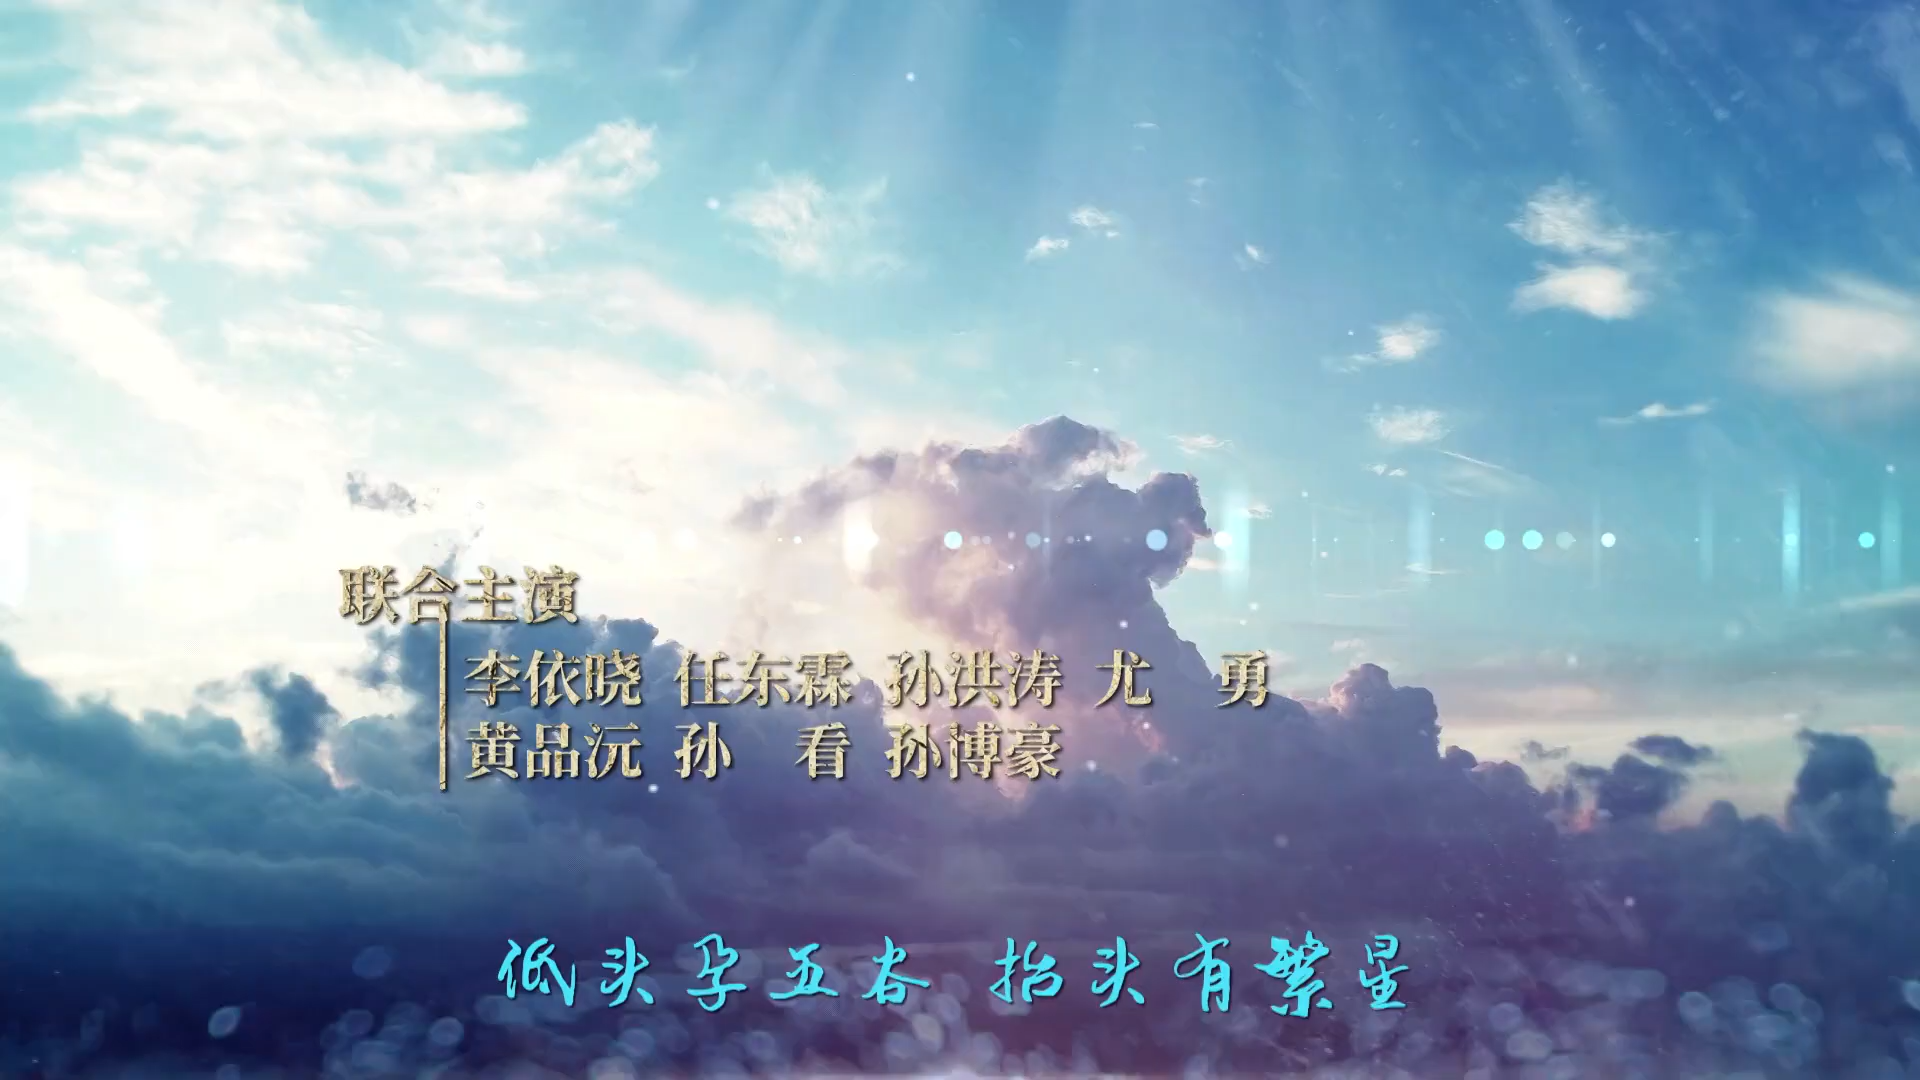 联合主演
李依晓 任东霖 孙洪涛 尤 勇
黄品沅 孙 看 孙博豪
低头孕五谷 抬头有繁星